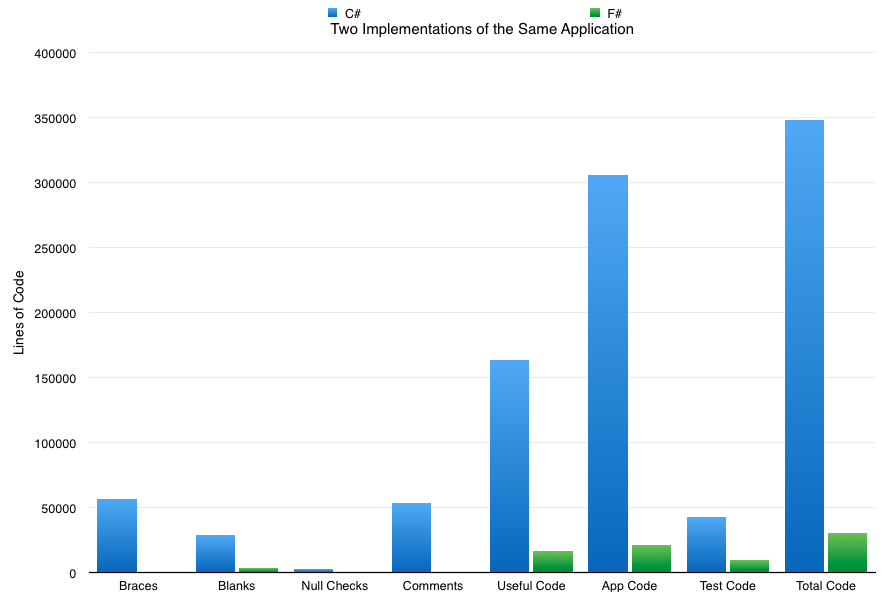 C# F#
Two Implementations of the Same Application
400000
350000
300000
250000
200000
150000
100000
50000
0
Lines of Code
Braces Blanks Null Checks Comments Useful Code App Code Test Code Total Code